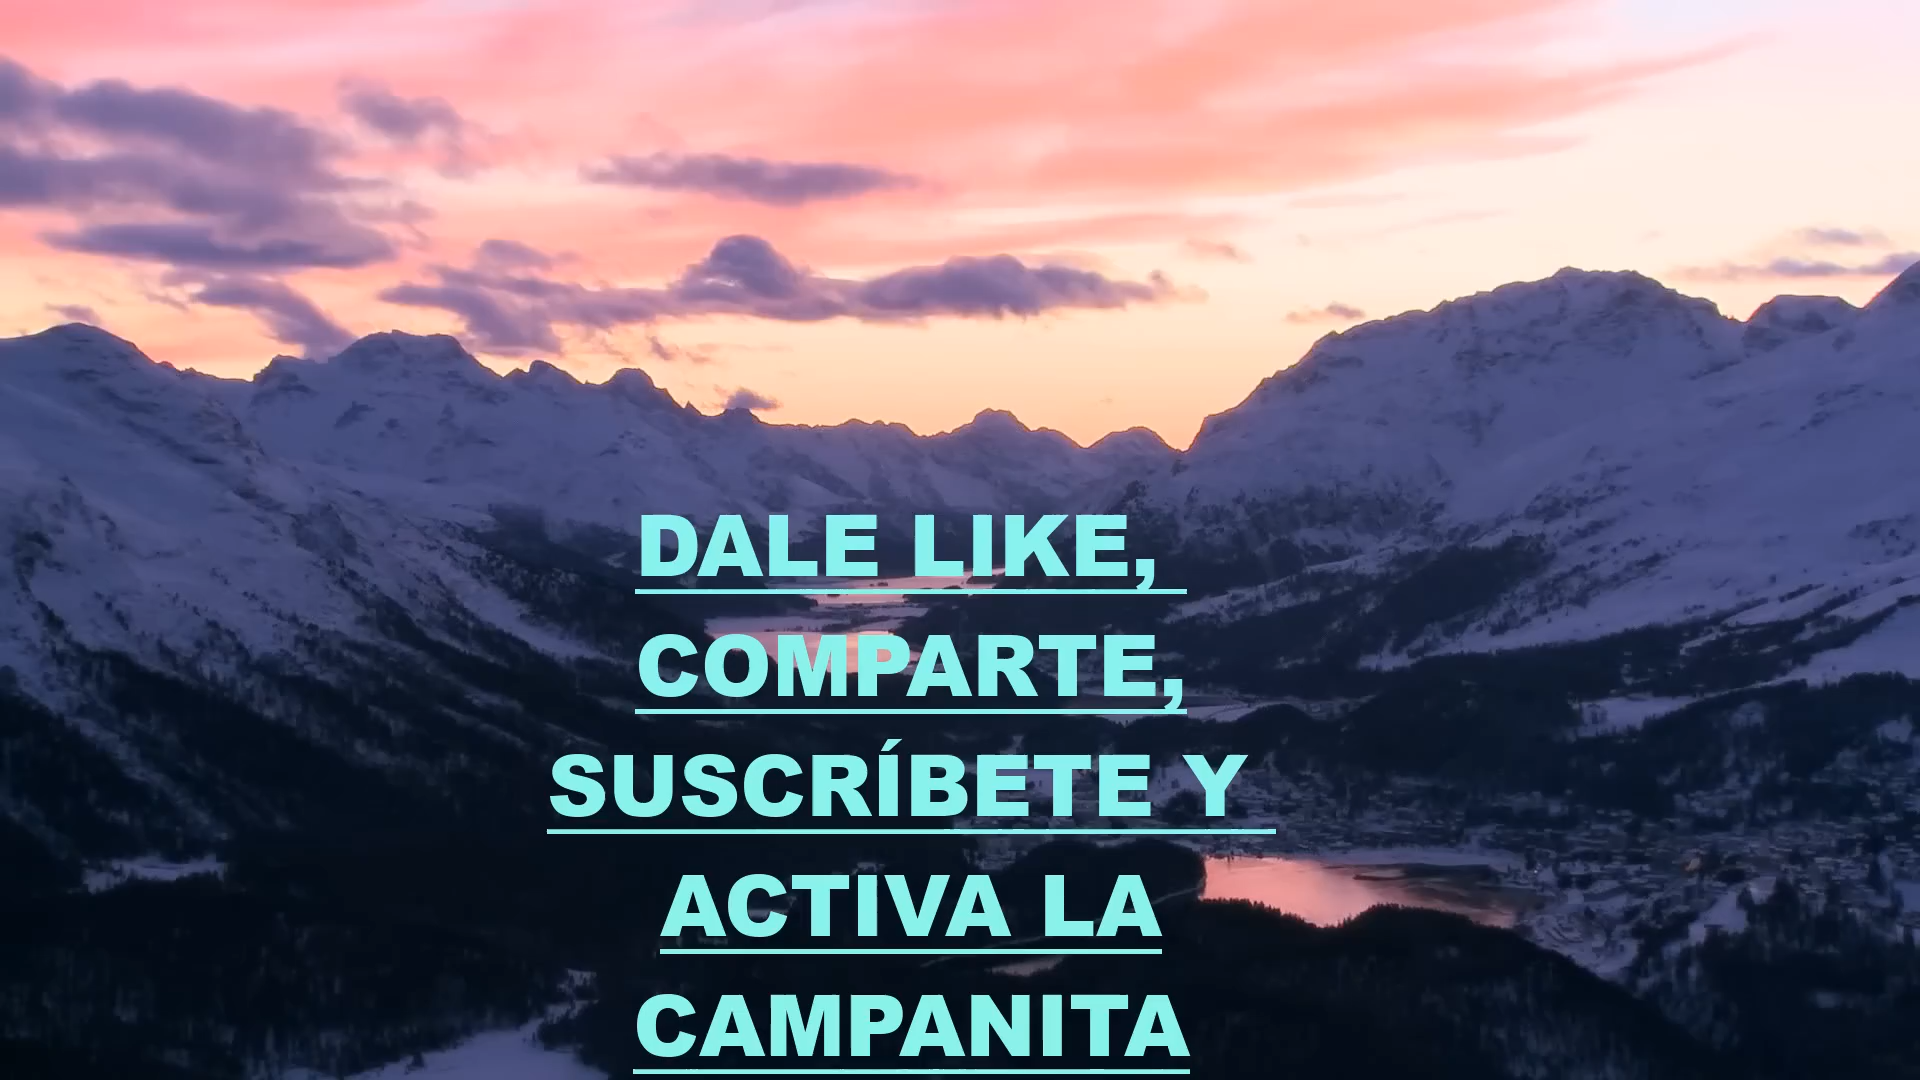 DALE LIKE,
COMPARTE,
SUSCRÍBETE Y
ACTIVA LA
CAMPANITA